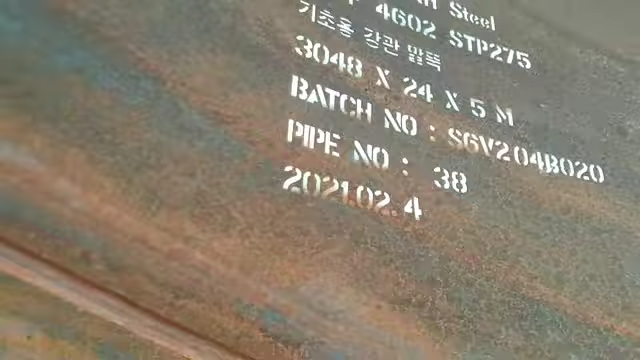 Steel
4602 STP275
기초용 강관 말뚝
3048 X 24 X 5 M
BATCH NO : S6V204B020
PIPE NO : 38
2021.02.4